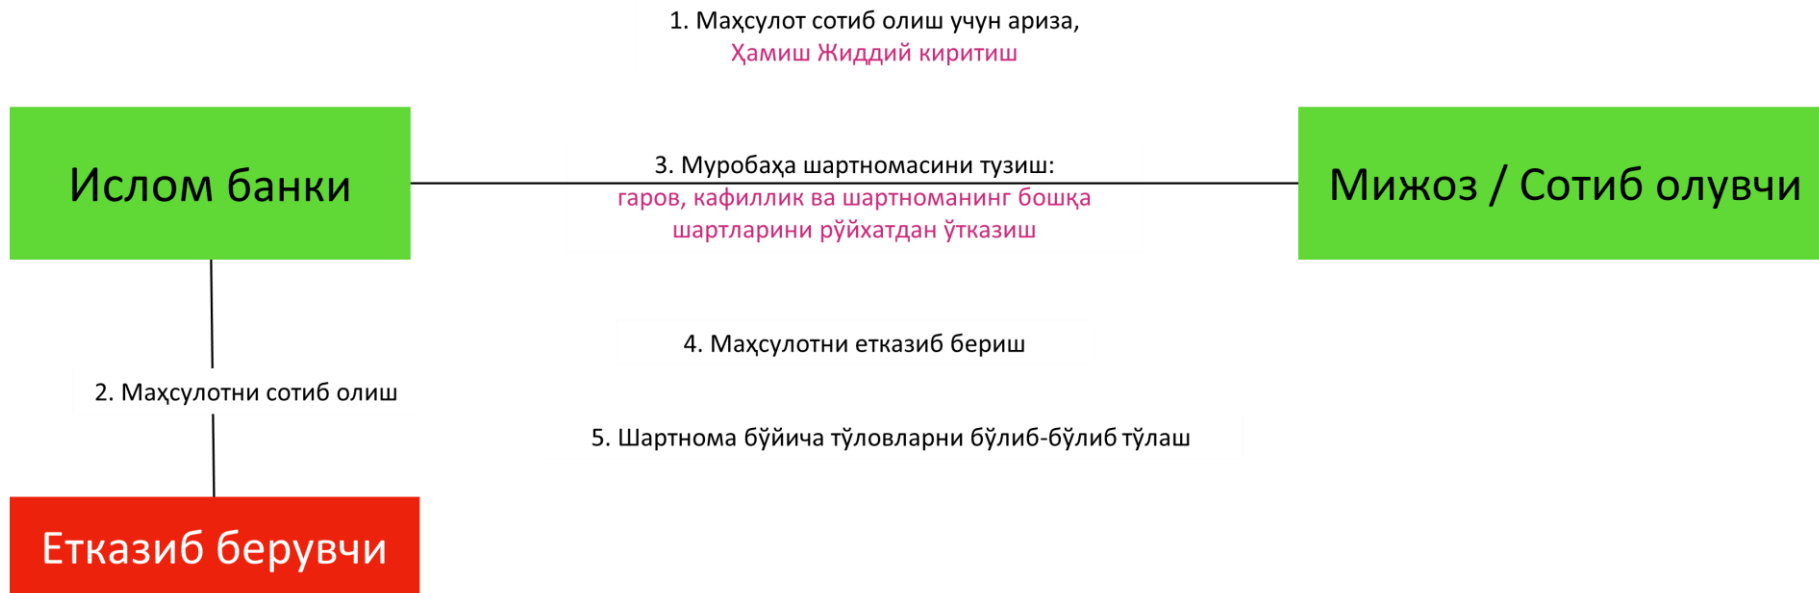 1. Маҳсулот сотиб олиш учун ариза,
Ҳамиш Жиддий киритиш
Ислом банки
3. Муробаҳа шартномасини тузиш:
гаров, кафиллик ва шартноманинг бошқа
шартларини рўйхатдан ўтказиш
Мижоз / Сотиб олувчи
4. Маҳсулотни етказиб бериш
2. Маҳсулотни сотиб олиш
5. Шартнома бўйича тўловларни бўлиб-бўлиб тўлаш
Етказиб берувчи